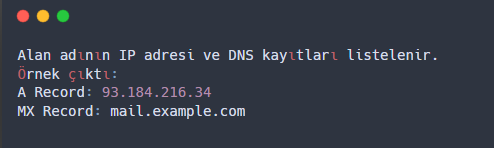 Alan adının IP adresi ve DNS kayıtları listelenir.
Örnek çıktı:
A Record: 93.184.216.34
MX Record: mail.example.com